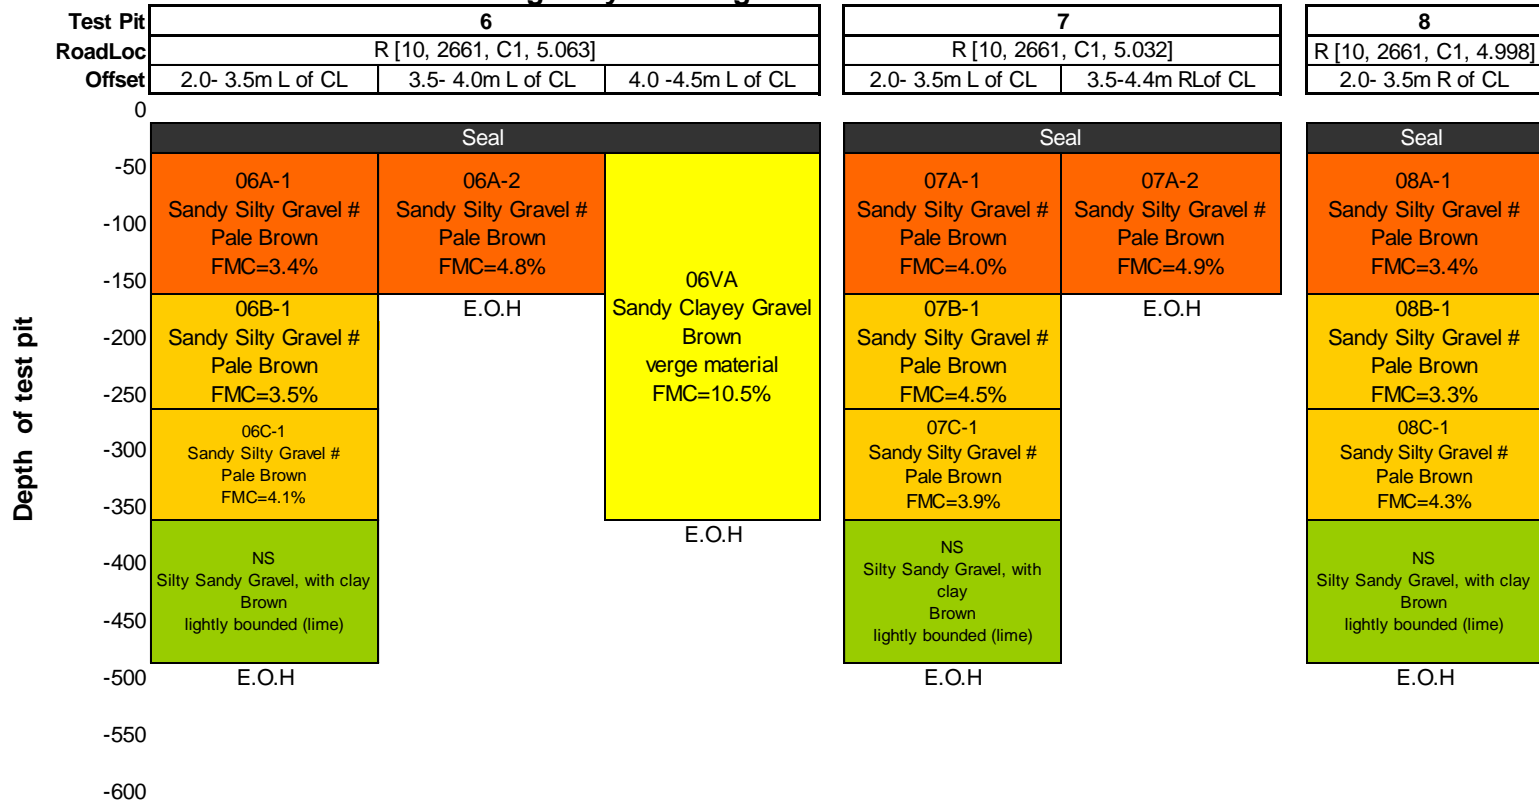 Test Pit 6 7 8
RoadLoc R [10, 2661, C1, 5.063] R [10, 2661, C1, 5.032] R [10, 2661, C1, 4.998]
Offset 2.0- 3.5m L of CL 3.5- 4.0m L of CL 4.0 -4.5m L of CL 2.0- 3.5m L of CL 3.5-4.4m RLof CL 2.0- 3.5m R of CL
Depth of test pit
0
-50
-100
-150
-200
-250
-300
-350
-400
-450
-500
-550
-600
Seal
06A-1
Sandy Silty Gravel #
Pale Brown
FMC=3.4%
06B-1
Sandy Silty Gravel #
Pale Brown
FMC=3.5%
06C-1
Sandy Silty Gravel #
Pale Brown
FMC=4.1%
NS
Silty Sandy Gravel, with clay
Brown
lightly bounded (lime)
E.O.H
06A-2
Sandy Silty Gravel #
Pale Brown
FMC=4.8%
E.O.H
06VA
Sandy Clayey Gravel
Brown
verge material
FMC=10.5%
E.O.H
Seal
07A-1
Sandy Silty Gravel #
Pale Brown
FMC=4.0%
07B-1
Sandy Silty Gravel #
Pale Brown
FMC=4.5%
07C-1
Sandy Silty Gravel #
Pale Brown
FMC=3.9%
NS
Silty Sandy Gravel, with
clay
Brown
lightly bounded (lime)
E.O.H
07A-2
Sandy Silty Gravel #
Pale Brown
FMC=4.9%
E.O.H
Seal
08A-1
Sandy Silty Gravel #
Pale Brown
FMC=3.4%
08B-1
Sandy Silty Gravel #
Pale Brown
FMC=3.3%
08C-1
Sandy Silty Gravel #
Pale Brown
FMC=4.3%
NS
Silty Sandy Gravel, with clay
Brown
lightly bounded (lime)
E.O.H